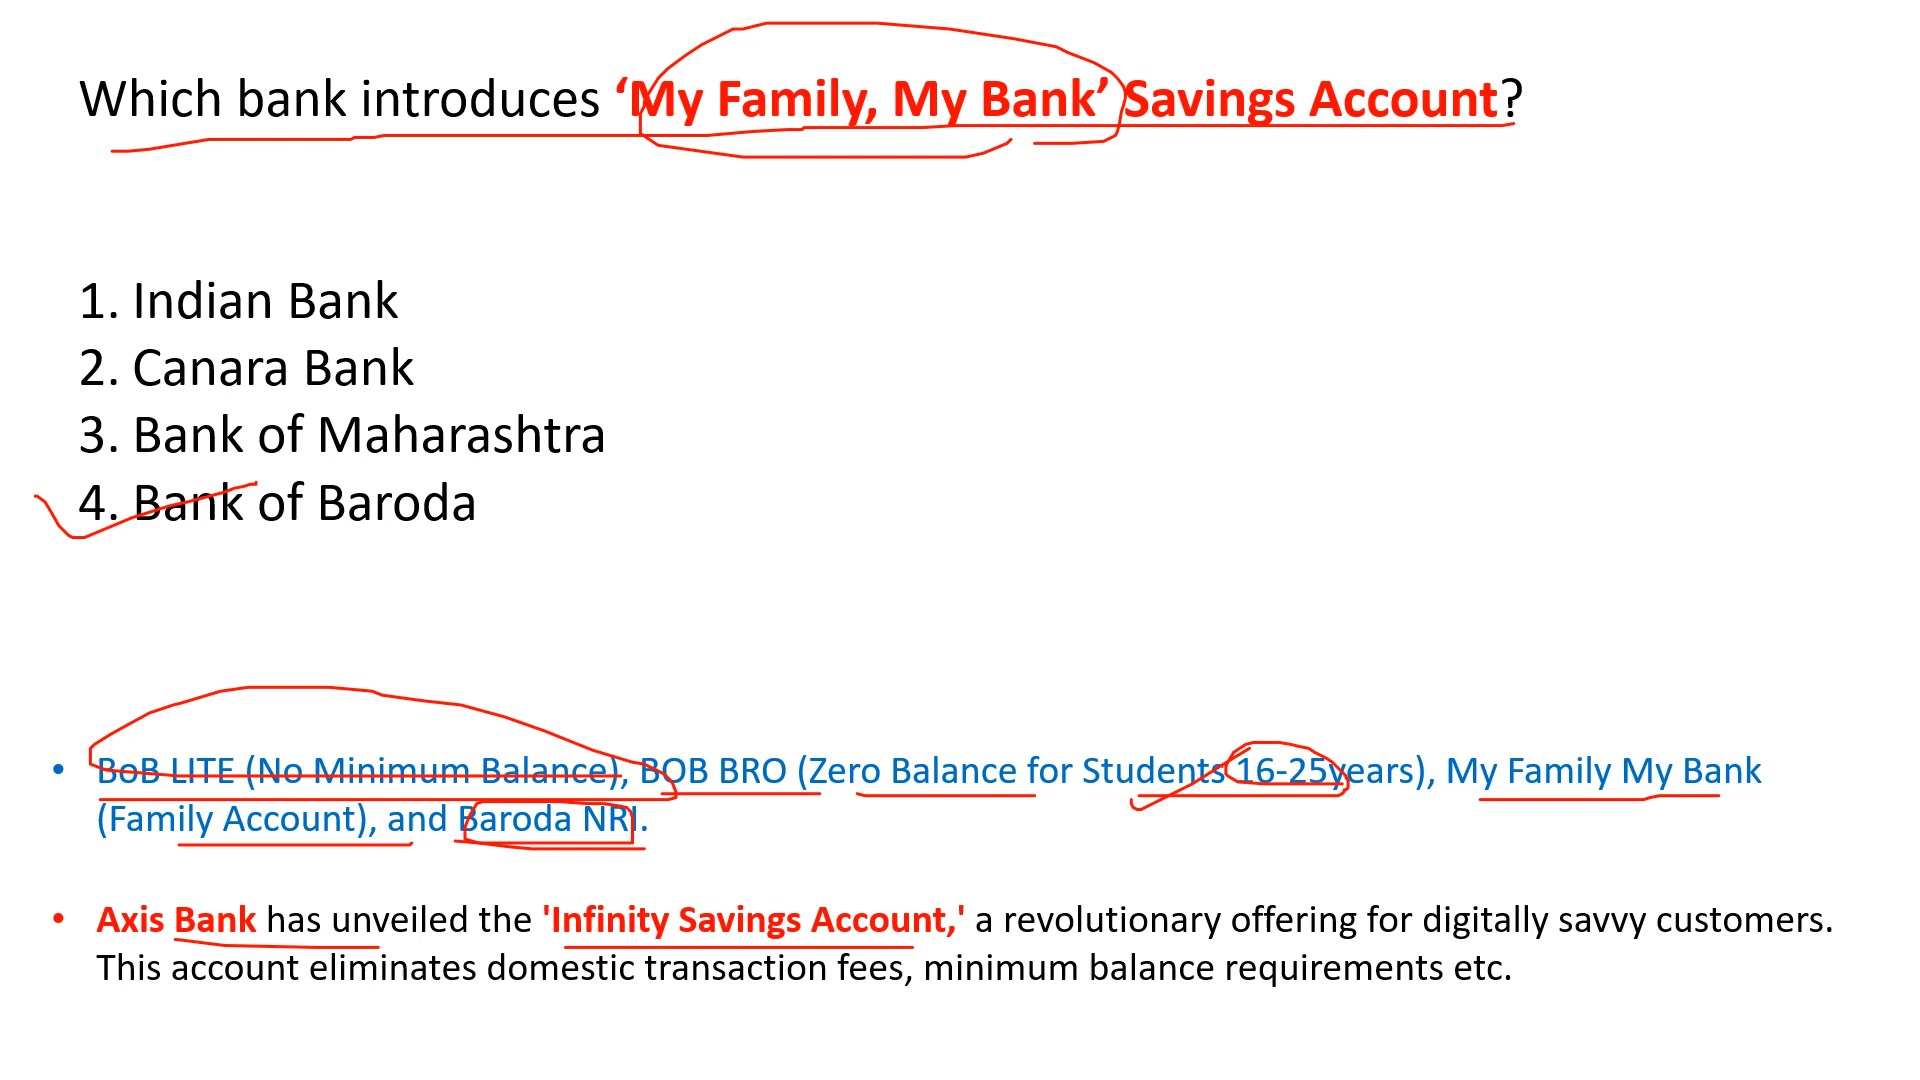 Which bank introduces ‘My Family, My Bank’ Savings Account?
1. Indian Bank
2. Canara Bank
3. Bank of Maharashtra
4. Bank of Baroda
• BoB LITE (No Minimum Balance), BOB BRO (Zero Balance for Students 16-25years), My Family My Bank
(Family Account), and Baroda NRI.
• Axis Bank has unveiled the 'Infinity Savings Account,' a revolutionary offering for digitally savvy customers.
This account eliminates domestic transaction fees, minimum balance requirements etc.